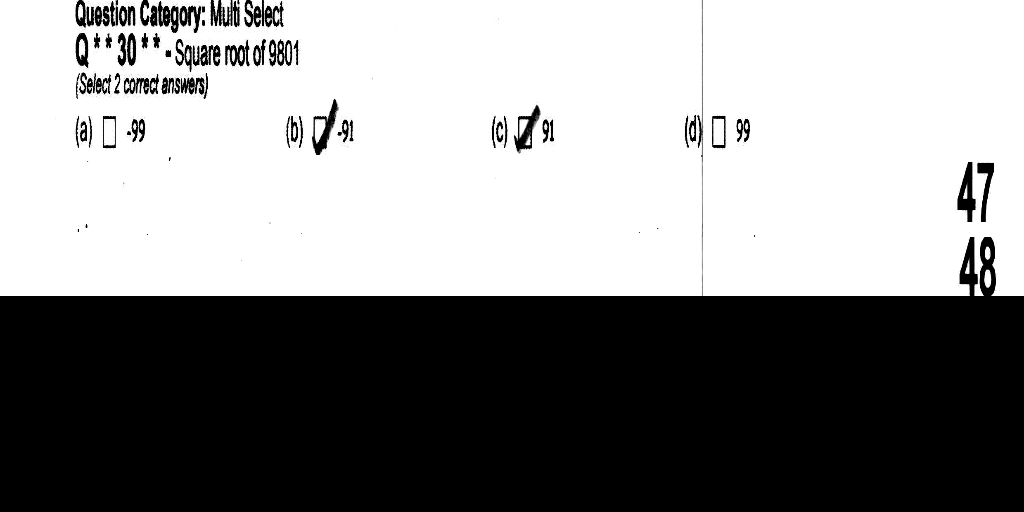 Question Category: Multi Select
Q * * 30 * * - Square root of 9801
(Select 2 correct answers)
(a) ☐ -99 (b) ☑ -91 (c) ☑ 91 (d) ☐ 99
47
48